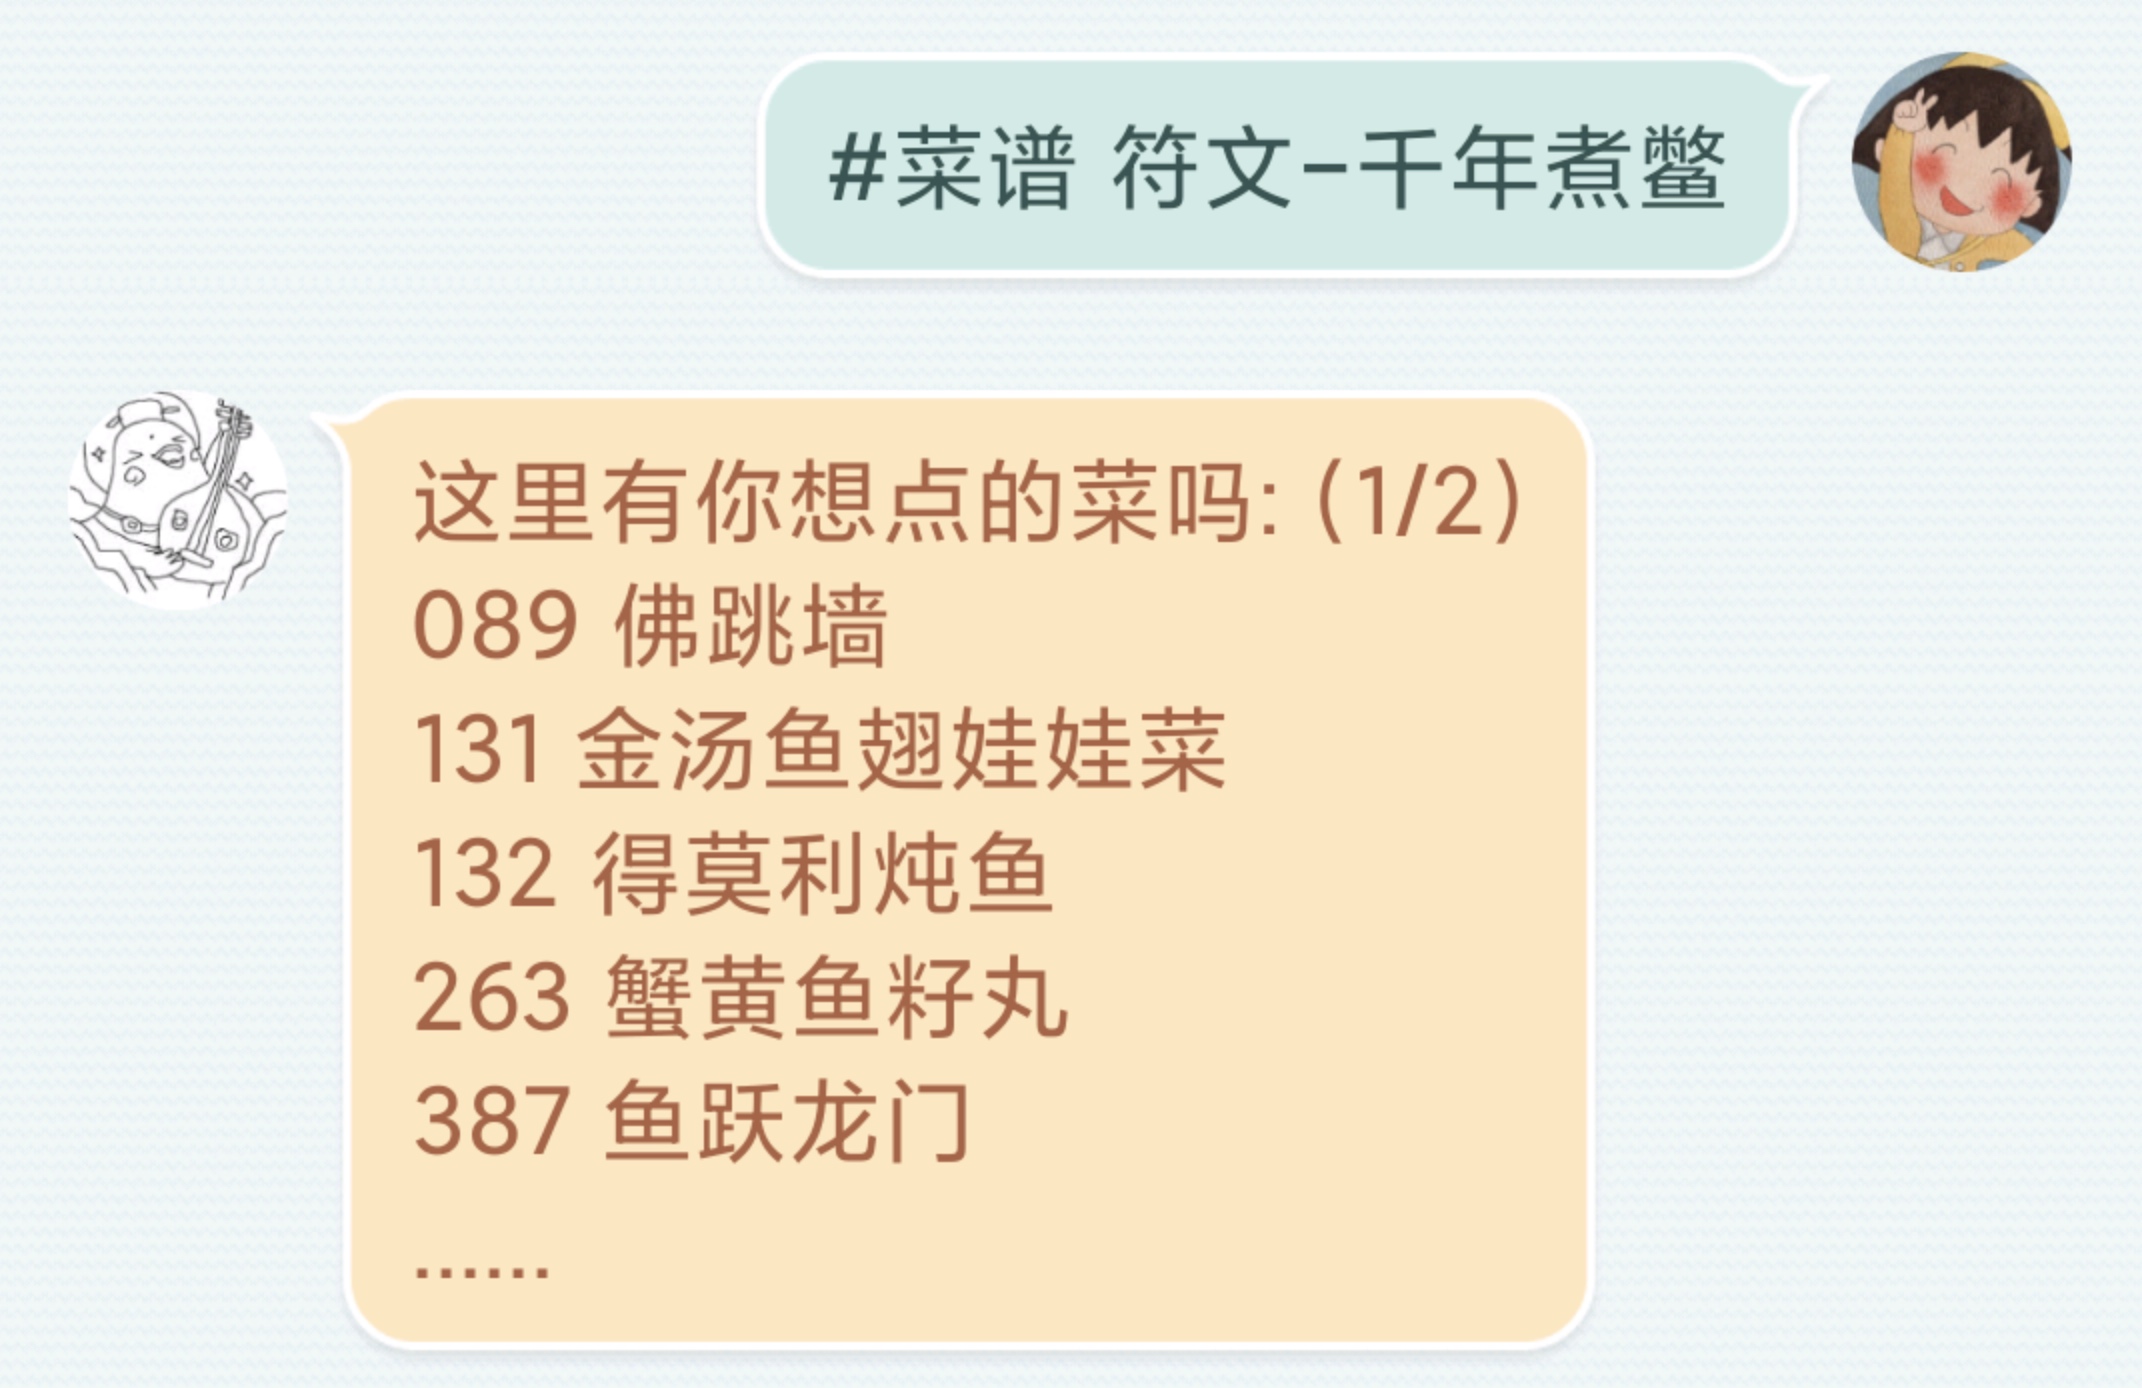 #菜谱 符文-千年煮鳖
这里有你想点的菜吗: (1/2)
089 佛跳墙
131 金汤鱼翅娃娃菜
132 得莫利炖鱼
263 蟹黄鱼籽丸
387 鱼跃龙门
......